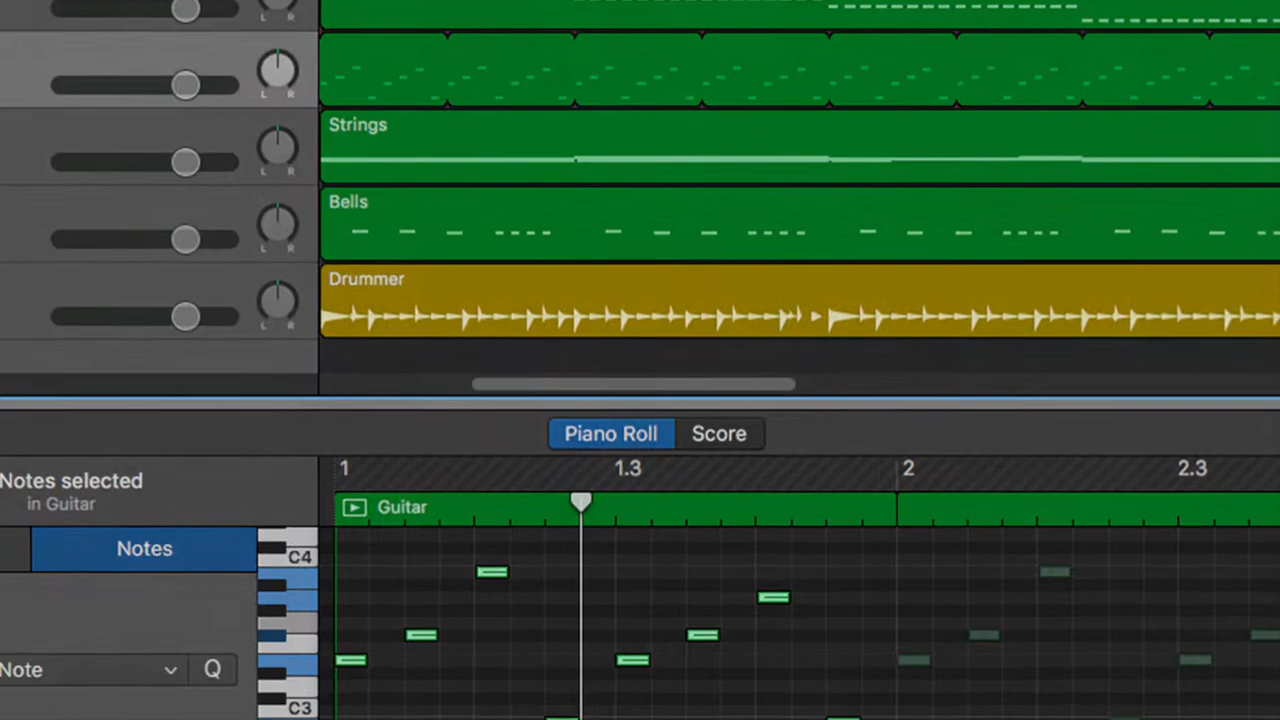 L R
Strings
L R
Bells
L R
Drummer
L R
Piano Roll Score
Notes selected
in Guitar
1 1.3 2 2.3
Guitar
Notes
C4
Note Q
C3